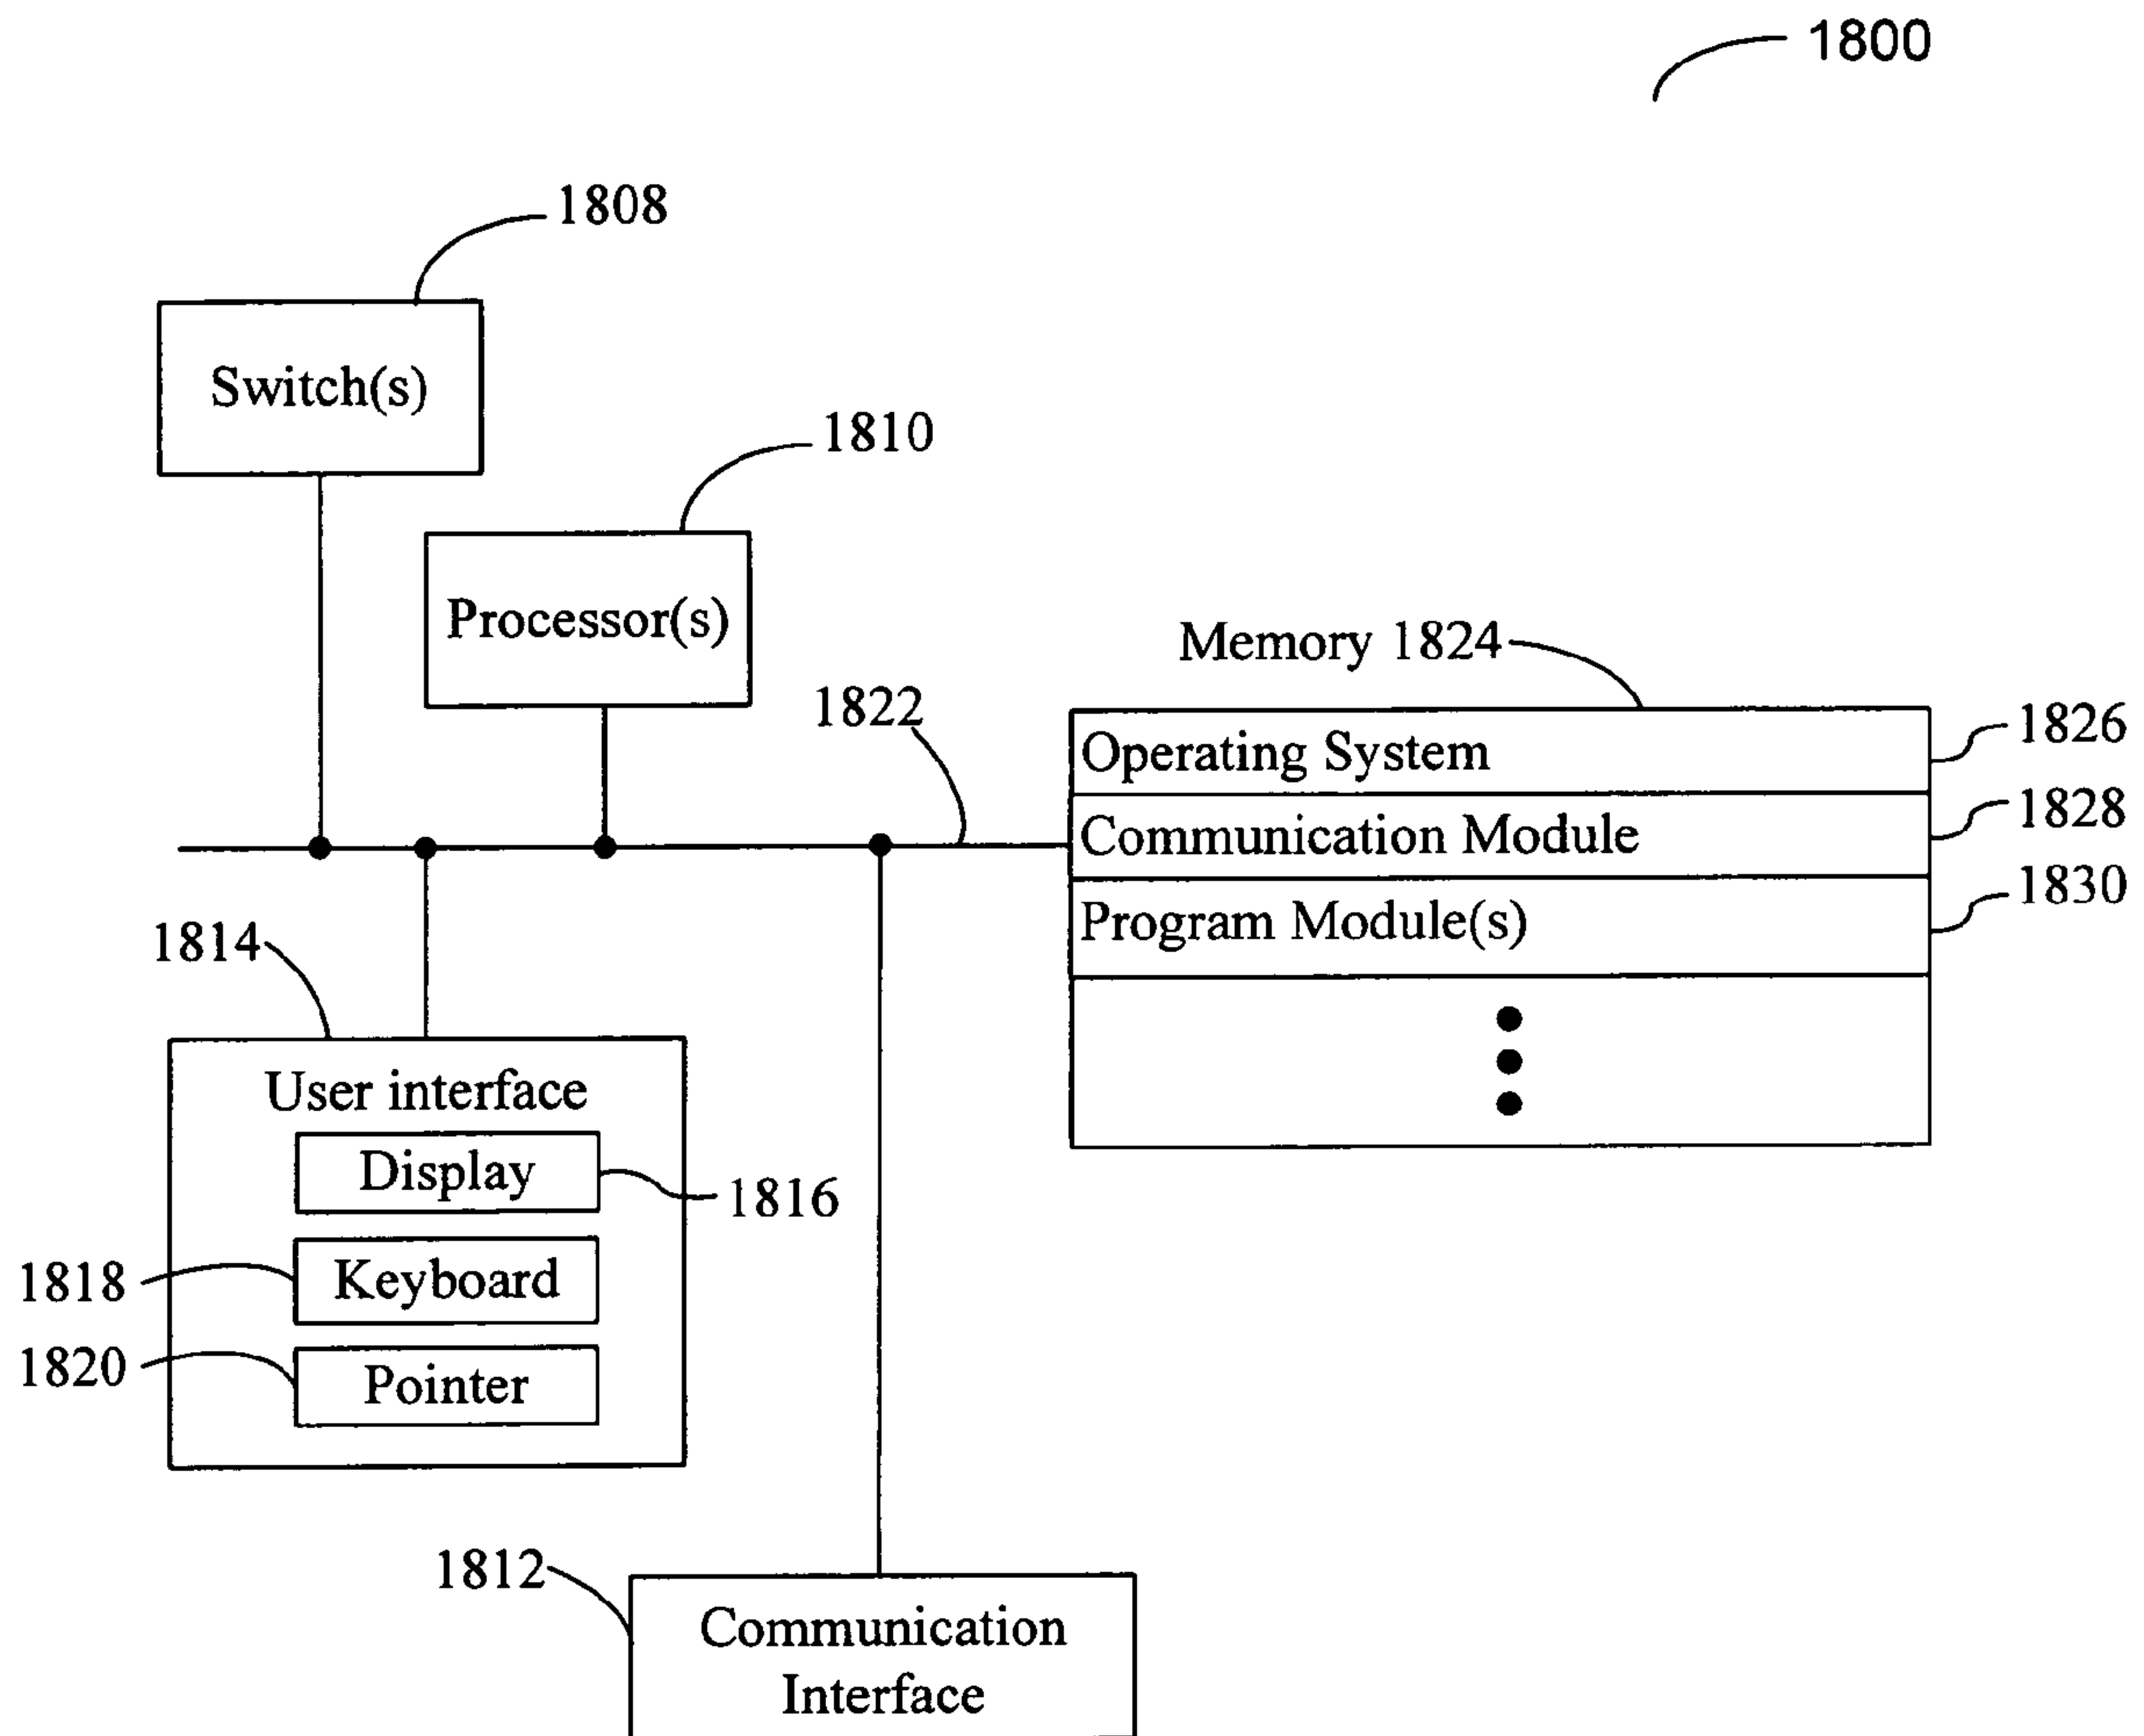 1800
1808
Switch(s)
1810
Processor(s)
Memory 1824
1822
Operating System
1826
Communication Module
1828
Program Module(s)
1830
1814
User interface
Display
1816
1818
Keyboard
1820
Pointer
1812
Communication
Interface